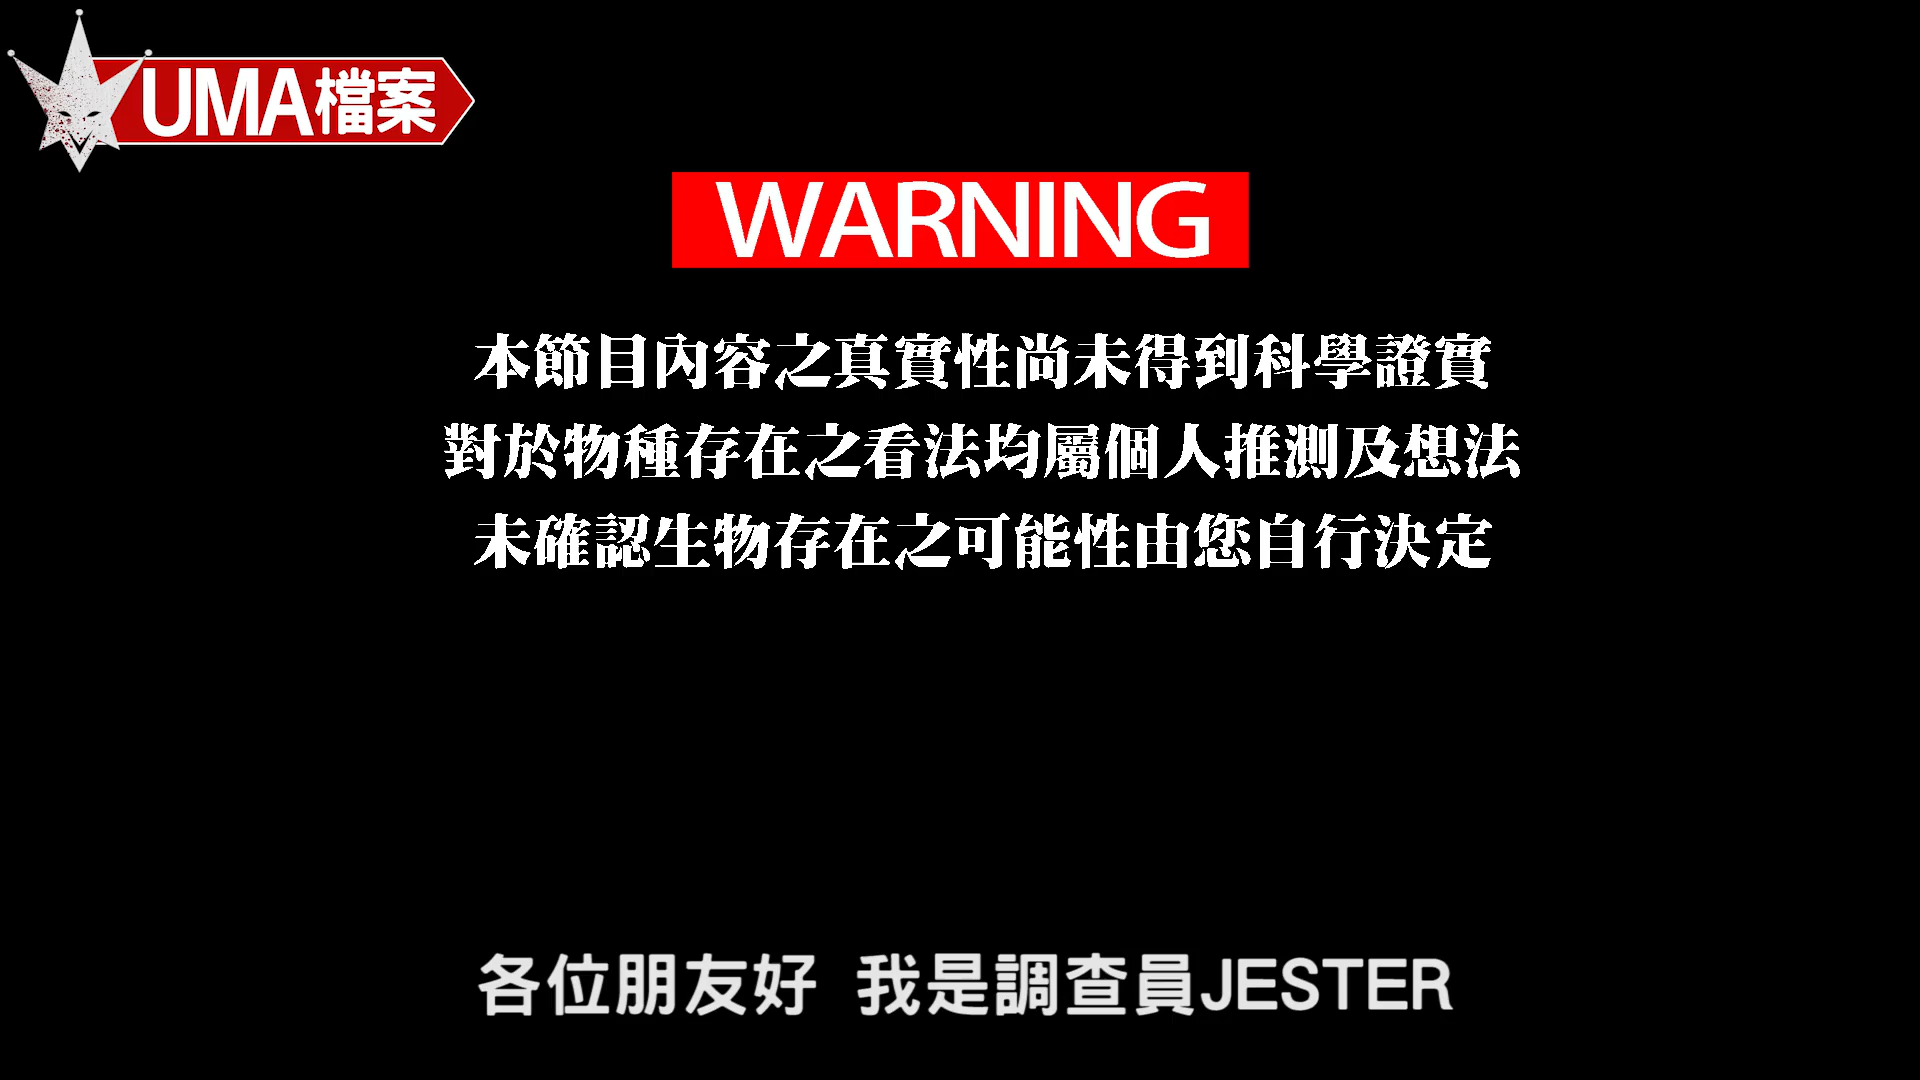 UMA檔案
WARNING
本節目內容之真實性尚未得到科學證實
對於物種存在之看法均屬個人推測及想法
未確認生物存在之可能性由您自行決定
各位朋友好 我是調查員JESTER